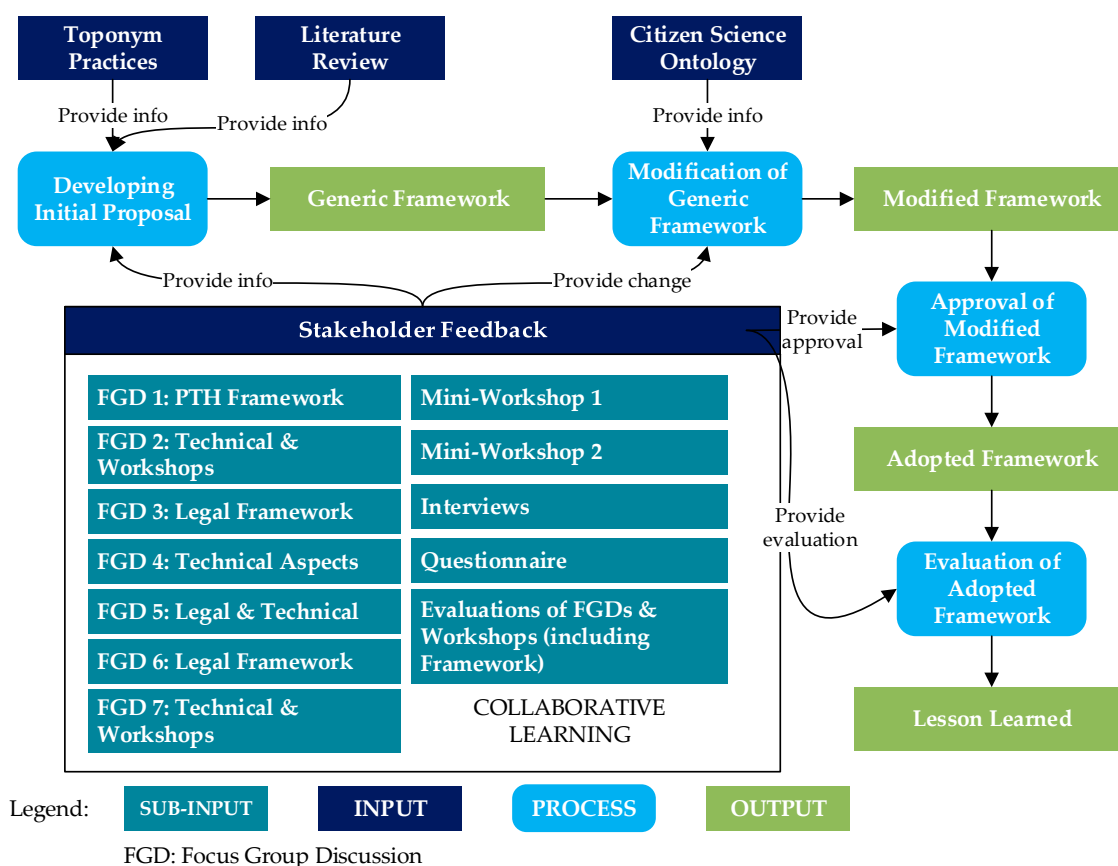 Toponym
Practices
Literature
Review
Citizen Science
Ontology
Provide info
Provide info
Provide info
Developing
Initial Proposal
Generic Framework
Modification of
Generic
Framework
Modified Framework
Provide info
Provide change
Stakeholder Feedback
Provide
approval
Approval of
Modified
Framework
FGD 1: PTH Framework
FGD 2: Technical &
Workshops
FGD 3: Legal Framework
FGD 4: Technical Aspects
FGD 5: Legal & Technical
FGD 6: Legal Framework
FGD 7: Technical &
Workshops
Mini-Workshop 1
Mini-Workshop 2
Interviews
Questionnaire
Evaluations of FGDs &
Workshops (including
Framework)
COLLABORATIVE
LEARNING
Adopted Framework
Provide
evaluation
Evaluation of
Adopted
Framework
Lesson Learned
Legend:
SUB-INPUT
INPUT
PROCESS
OUTPUT
FGD: Focus Group Discussion